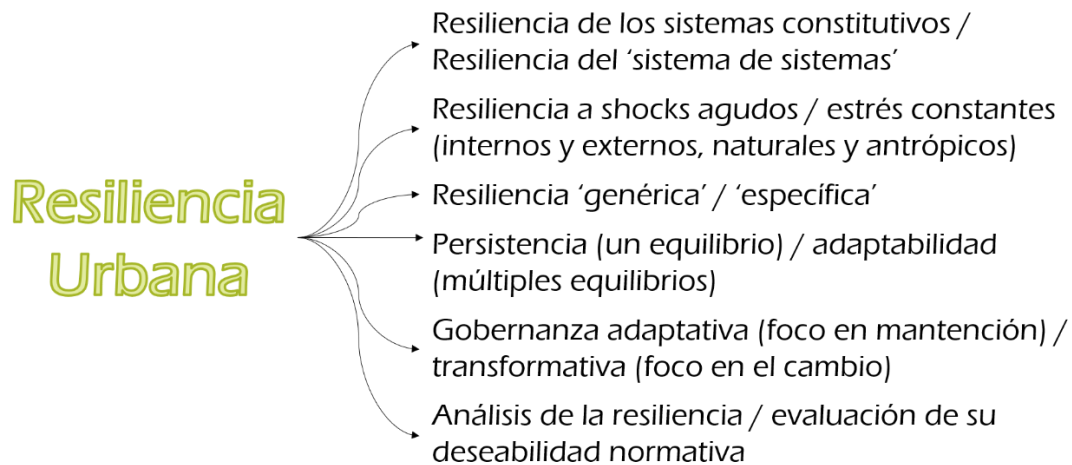 Resiliencia
Urbana
Resiliencia de los sistemas constitutivos /
Resiliencia del ‘sistema de sistemas’
Resiliencia a shocks agudos / estrés constantes
(internos y externos, naturales y antrópicos)
Resiliencia ‘genérica’ / ‘específica’
Persistencia (un equilibrio) / adaptabilidad
(múltiples equilibrios)
Gobernanza adaptativa (foco en mantención) /
transformativa (foco en el cambio)
Análisis de la resiliencia / evaluación de su
deseabilidad normativa